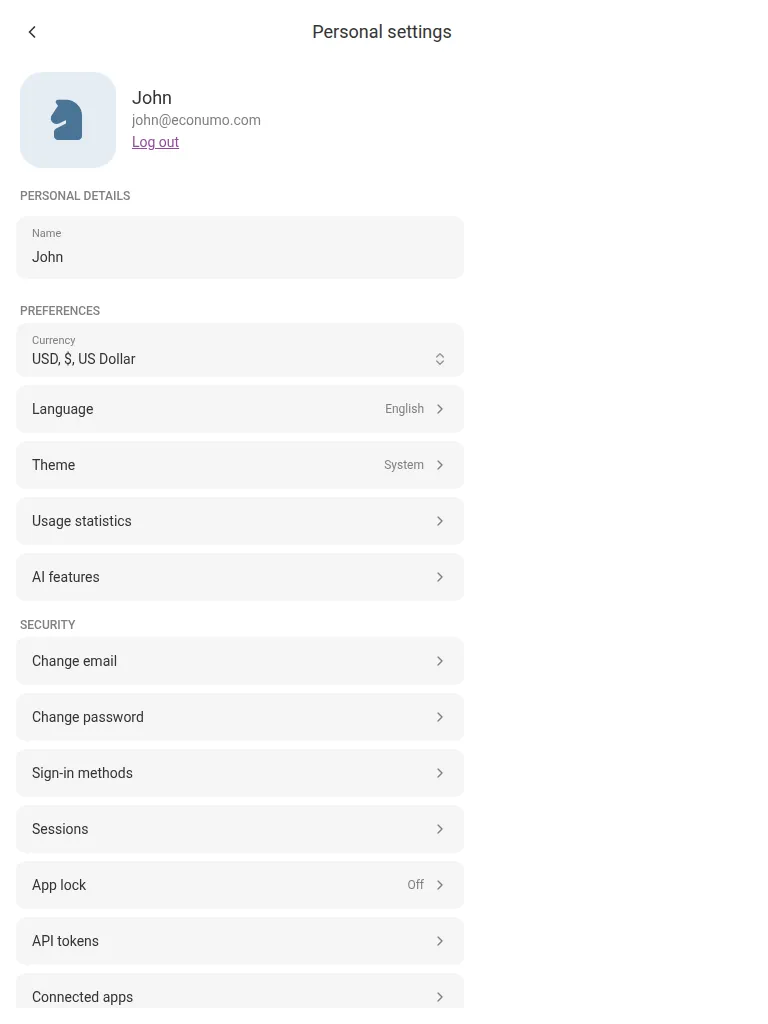 Personal settings
John
john@econumo.com
Log out
PERSONAL DETAILS
Name
John
PREFERENCES
Currency
USD, $, US Dollar
Language English
Theme System
Usage statistics
AI features
SECURITY
Change email
Change password
Sign-in methods
Sessions
App lock Off
API tokens
Connected apps